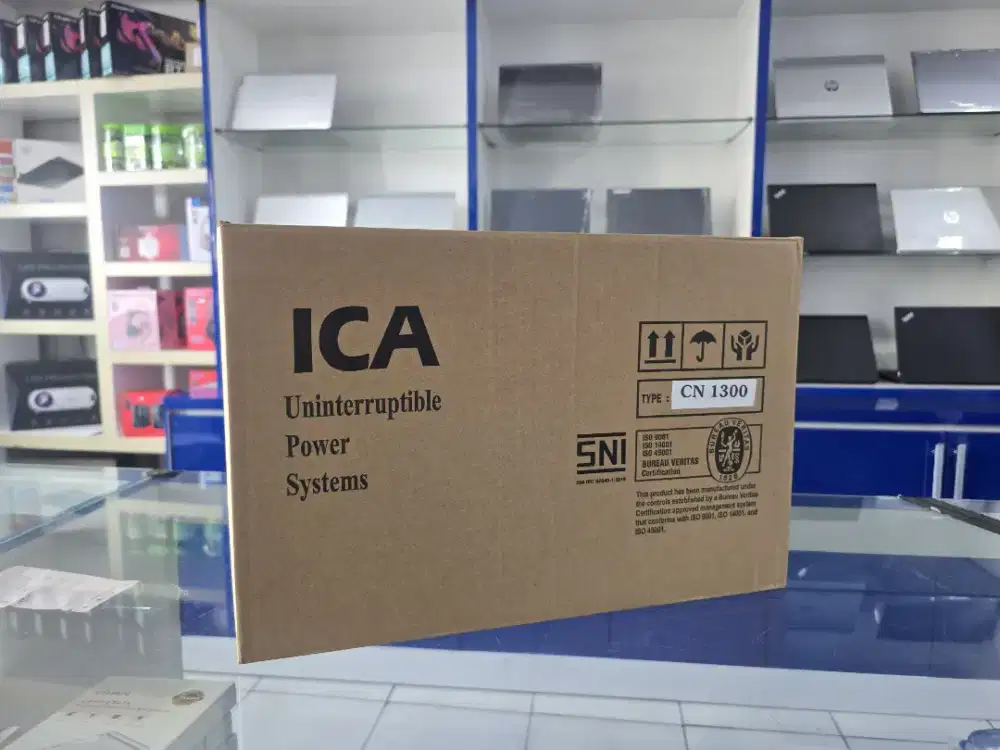 ICA
Uninterruptible
Power
Systems
TYPE : CN 1300
SNI
ISO 9001
ISO 14001
ISO 45001
BUREAU VERITAS
Certification
BUREAU VERITAS
1828
This product has been manufactured under
the controls established by a Bureau Veritas
Certification approved management system
that conforms with ISO 9001, ISO 14001, and
ISO 45001.
hp